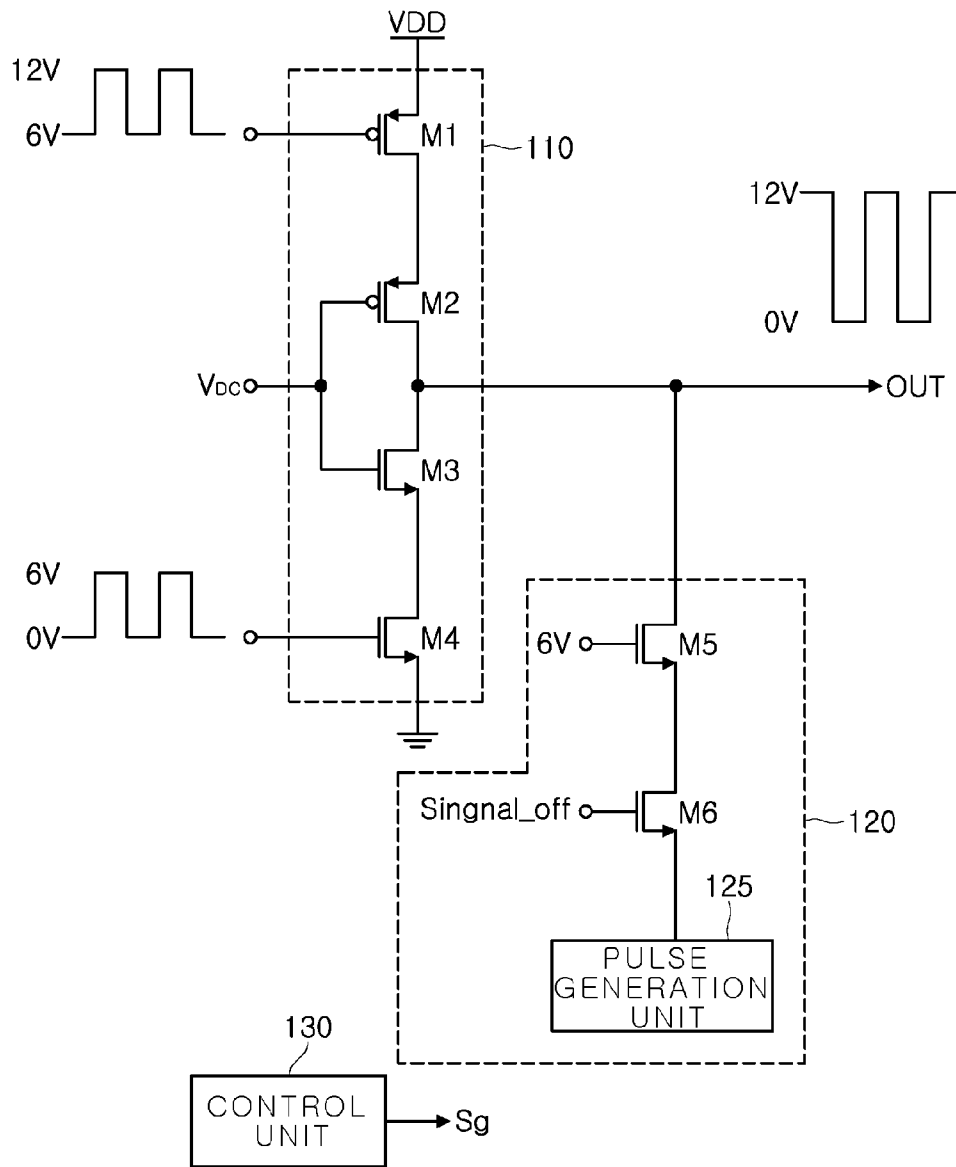 VDD
12V
6V
M1
110
12V
0V
M2
VDC
OUT
M3
6V
0V
M4
6V
M5
Singnal_off
M6
120
125
PULSE
GENERATION
UNIT
130
CONTROL
UNIT
Sg